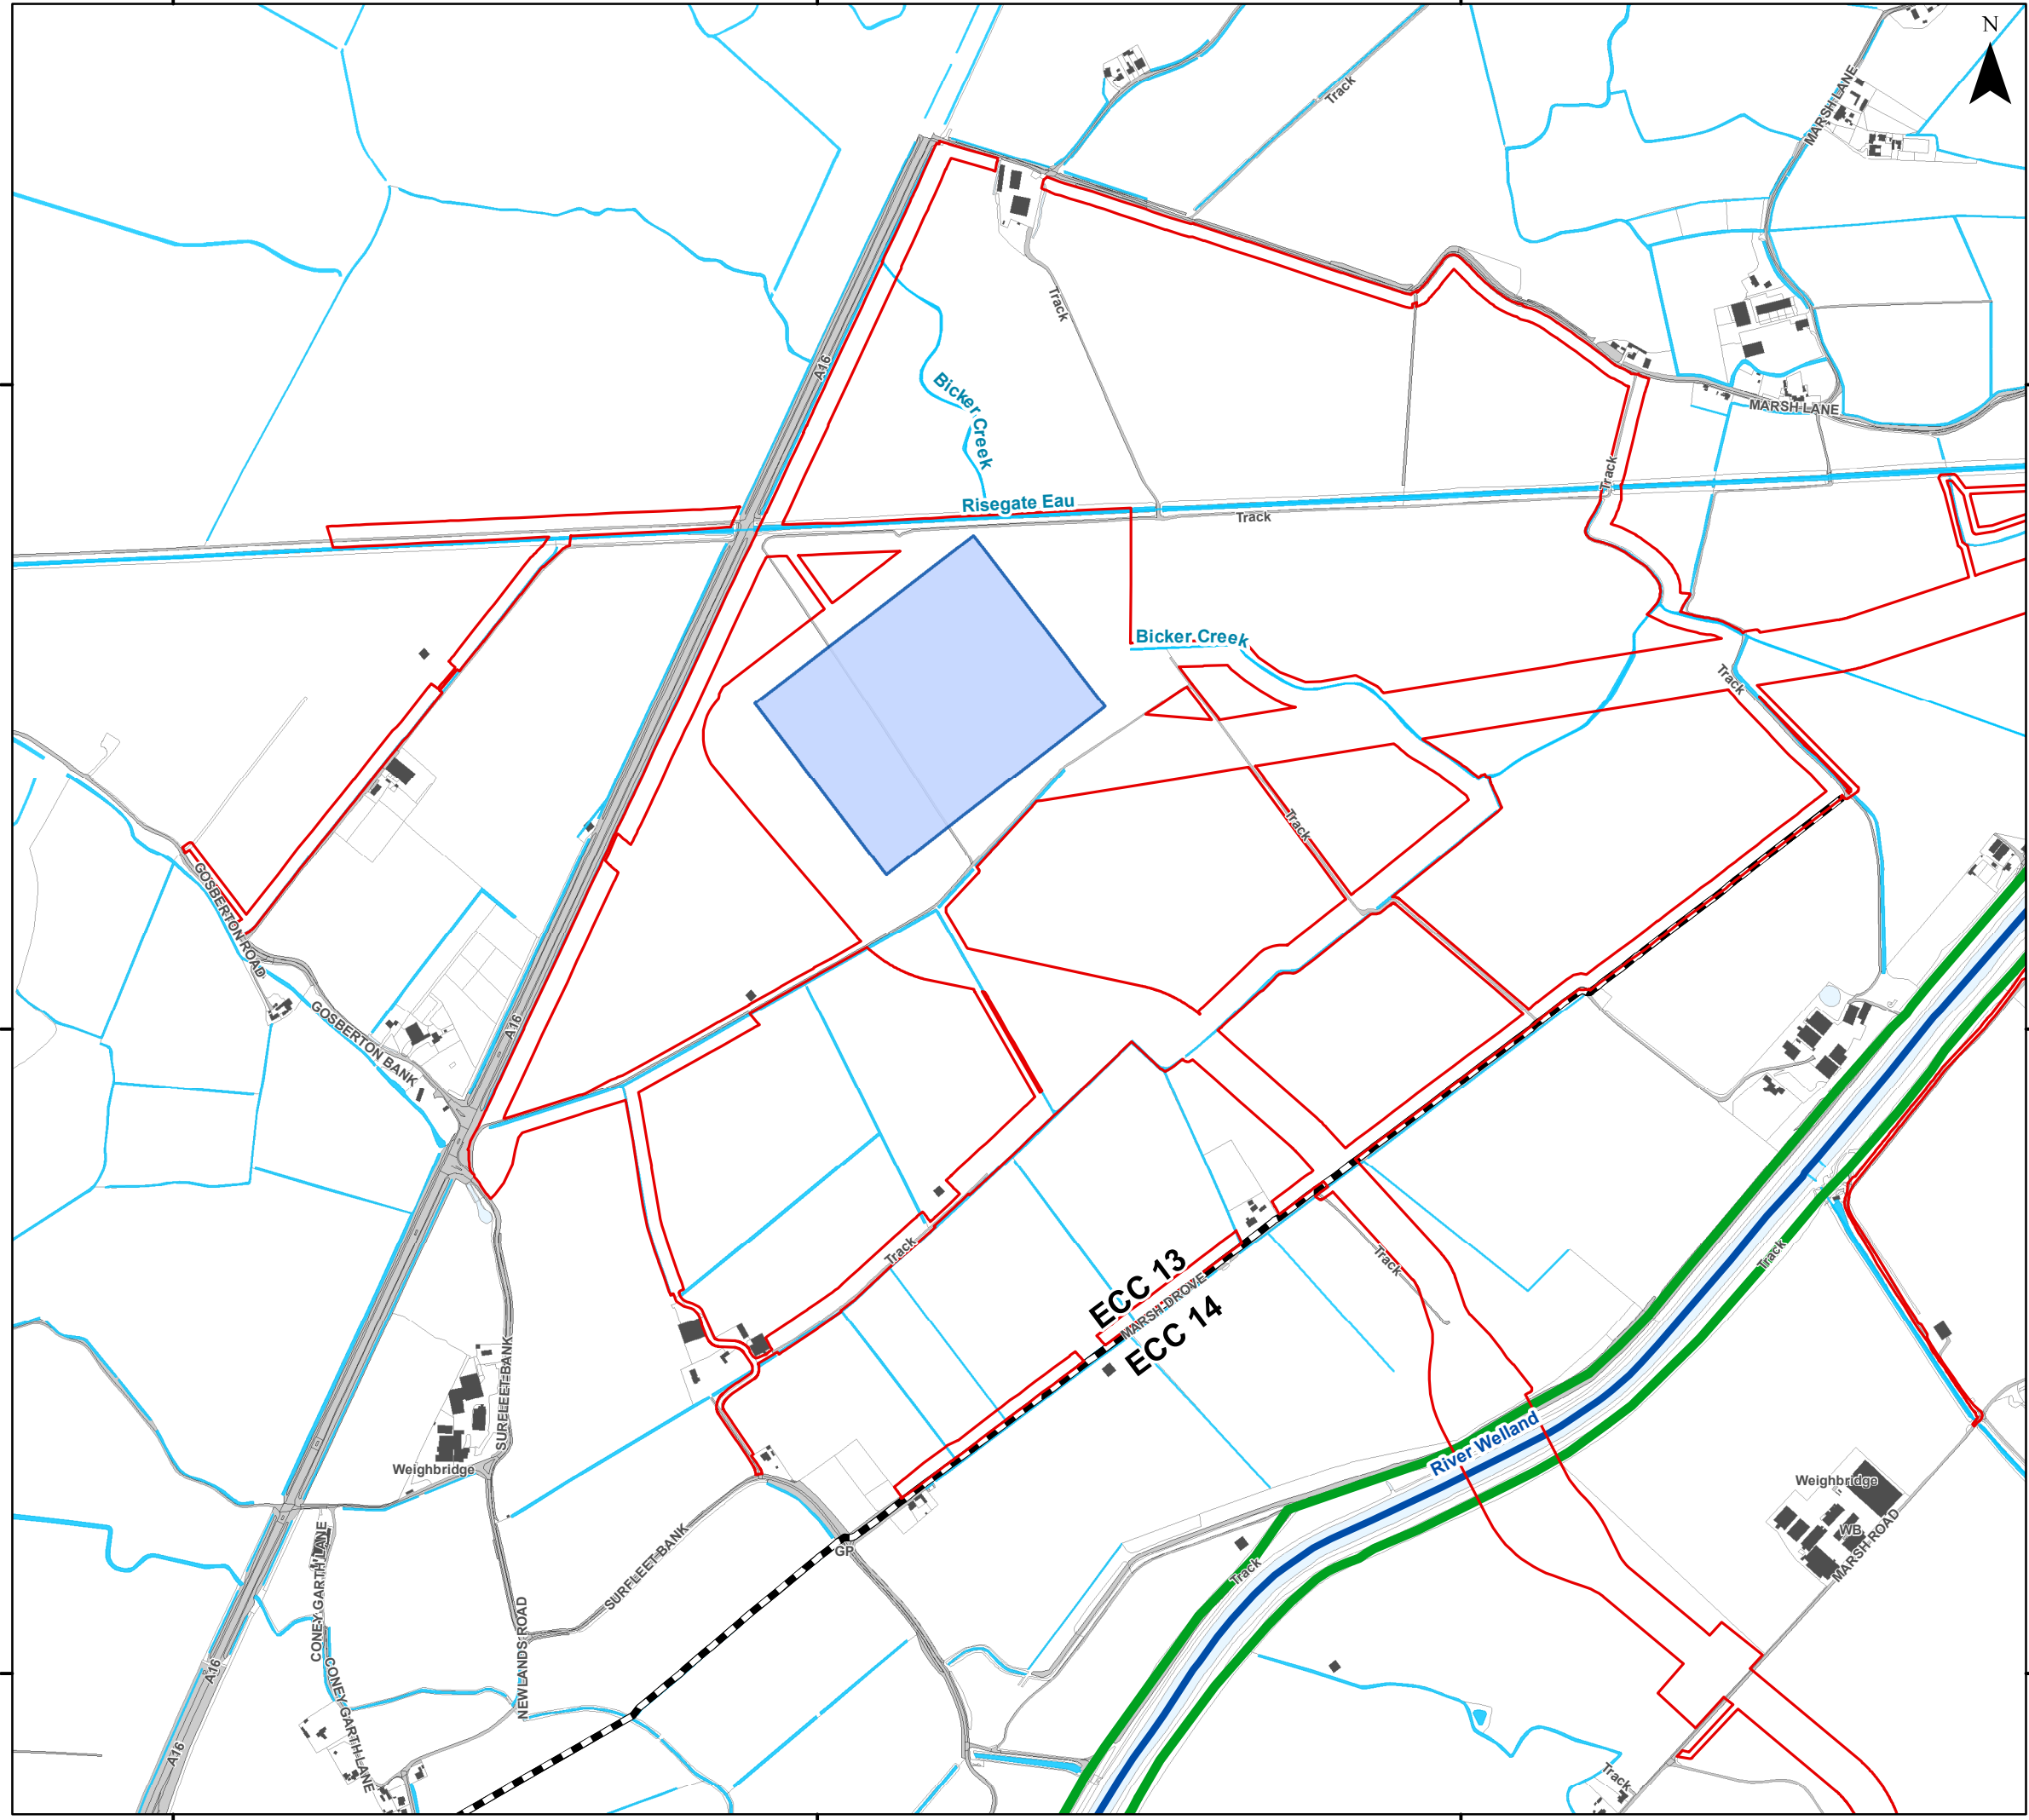 N
Track
MARSH LANE
Track
A16
Bicker Creek
MARSH LANE
Track
Risegate Eau
Track
Bicker Creek
Track
GOSBERTON ROAD
Track
GOSBERTON BANK
A16
Track
ECC 13
MARSH DROVE
ECC 14
Track
Track
SURFLEET BANK
River Welland
Weighbridge
Weighbridge
WB
MARSH ROAD
CONEY GARTH LANE
GP
SURFLEET BANK
Track
NEWLANDS ROAD
A16
CONEY GARTH LANE
A16
Track